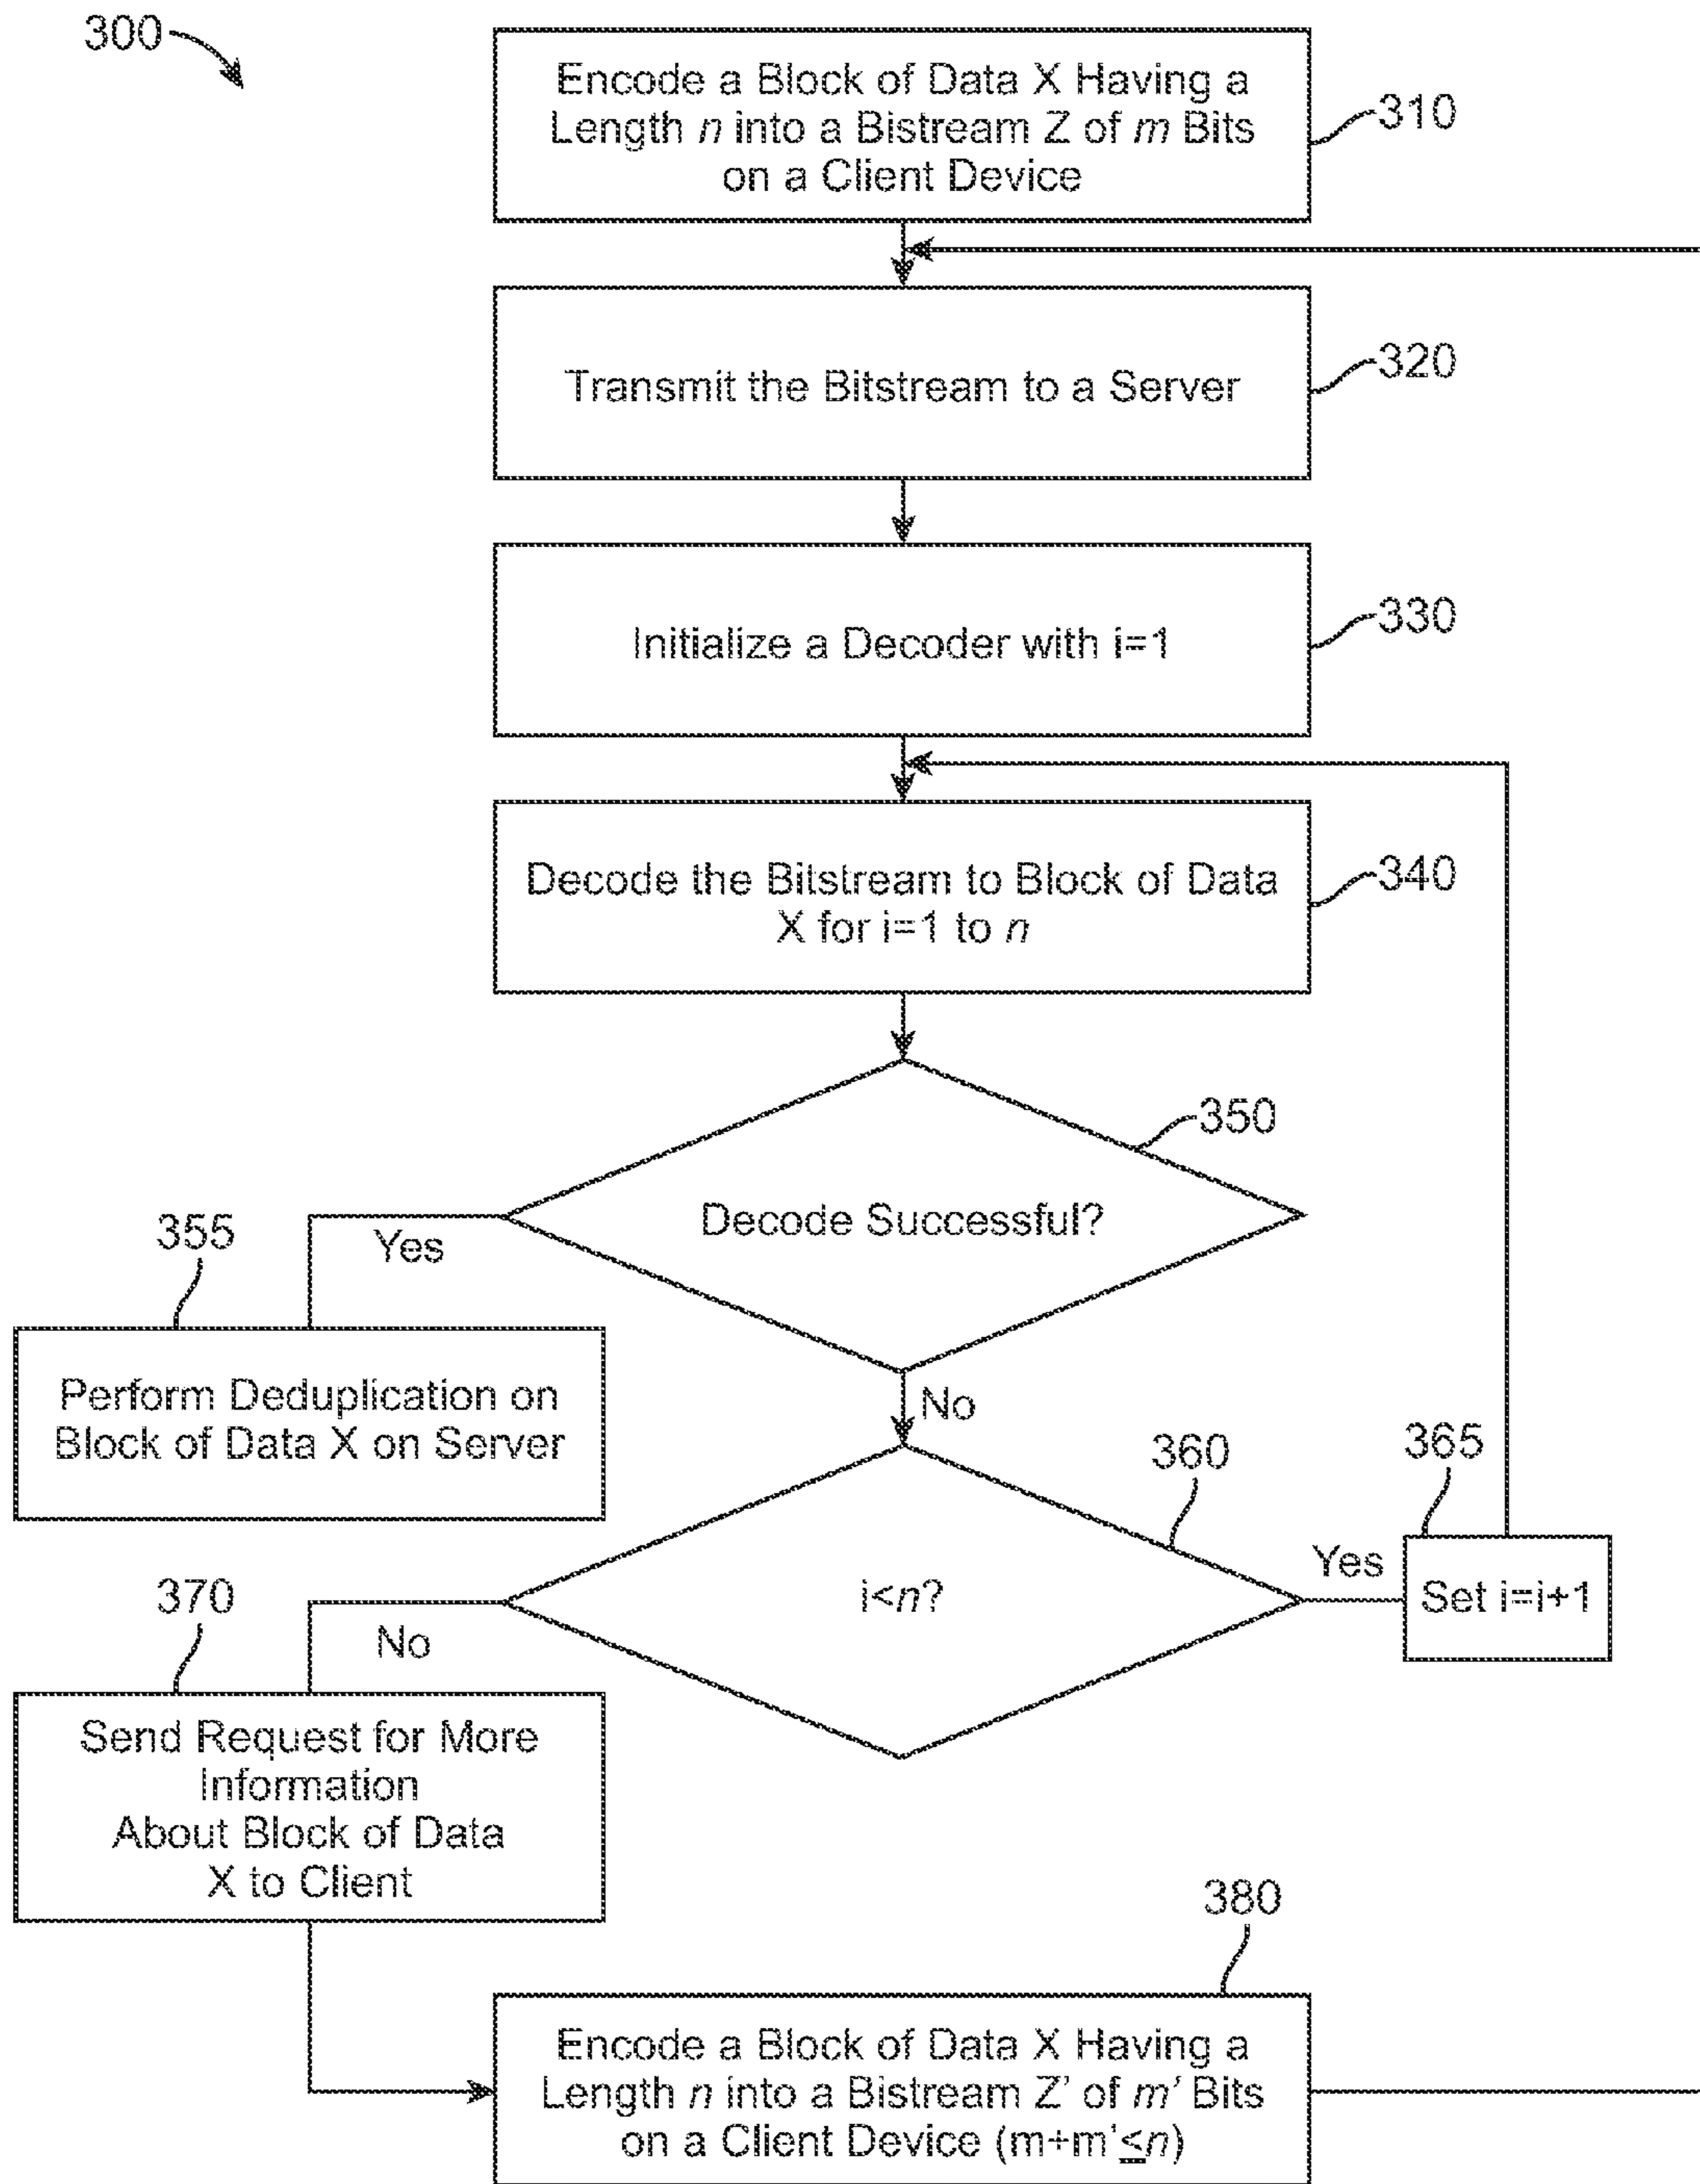 300
Encode a Block of Data X Having a
Length n into a Bistream Z of m Bits
on a Client Device
310
Transmit the Bitstream to a Server
320
Initialize a Decoder with i=1
330
Decode the Bitstream to Block of Data
X for i=1 to n
340
350
Decode Successful?
355
Yes
Perform Deduplication on
Block of Data X on Server
No
360
365
i<n?
Yes
Set i=i+1
370
No
Send Request for More
Information
About Block of Data
X to Client
380
Encode a Block of Data X Having a
Length n into a Bistream Z' of m' Bits
on a Client Device (m+m'≤n)